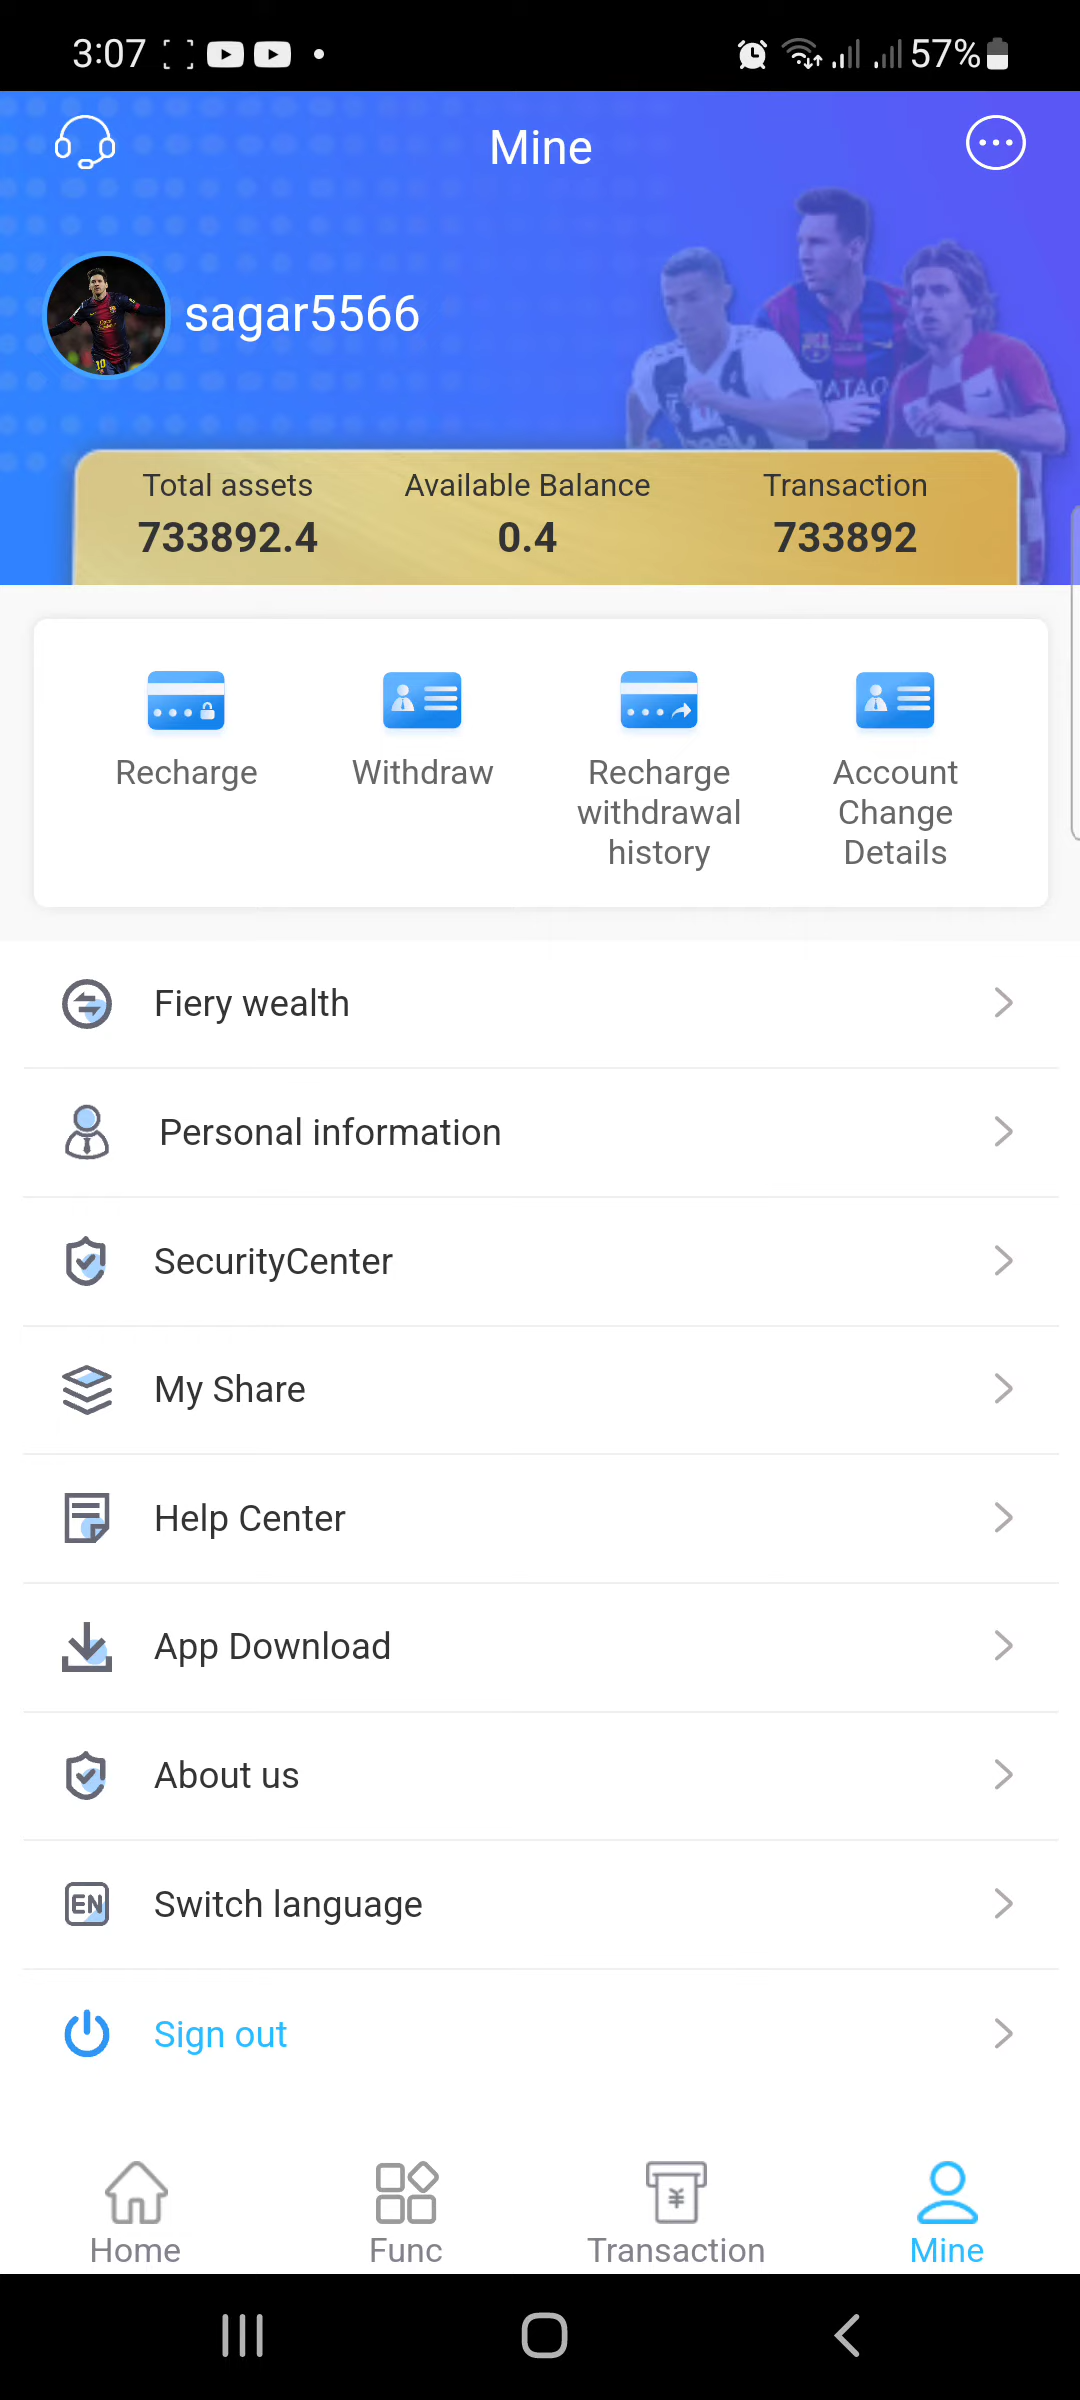 3:07
57%
Mine
sagar5566
Total assets Available Balance Transaction
733892.4 0.4 733892
Recharge
Withdraw
Recharge
withdrawal
history
Account
Change
Details
Fiery wealth
Personal information
SecurityCenter
My Share
Help Center
App Download
About us
EN Switch language
Sign out
Home Func Transaction Mine